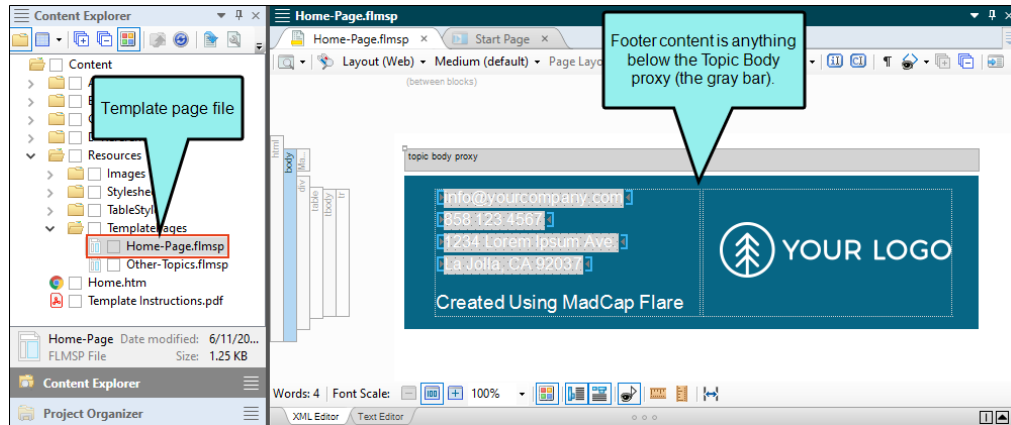 Content Explorer
Content
Template page file
Resources
Images
TableStyl
Home-Page.flmsp
Other-Topics.flmsp
Home.htm
Template Instructions.pdf
Home-Page Date modified: 6/11/20...
FLMSP File Size: 1.25 KB
Content Explorer
Project Organizer
Home-Page.flmsp
Home-Page.flmsp
Start Page
Layout (Web) Medium (default) Page Layo
(between blocks)
Footer content is anything
below the Topic Body
proxy (the gray bar).
html
body
Ma...
div
table
tbody
tr
topic body proxy
info@yourcompany.com
858 123 4567
1234 Lorem Ipsum Ave.
La Jolla, CA 92037
Created Using MadCap Flare
YOUR LOGO
Words: 4 Font Scale: 100%
XML Editor Text Editor